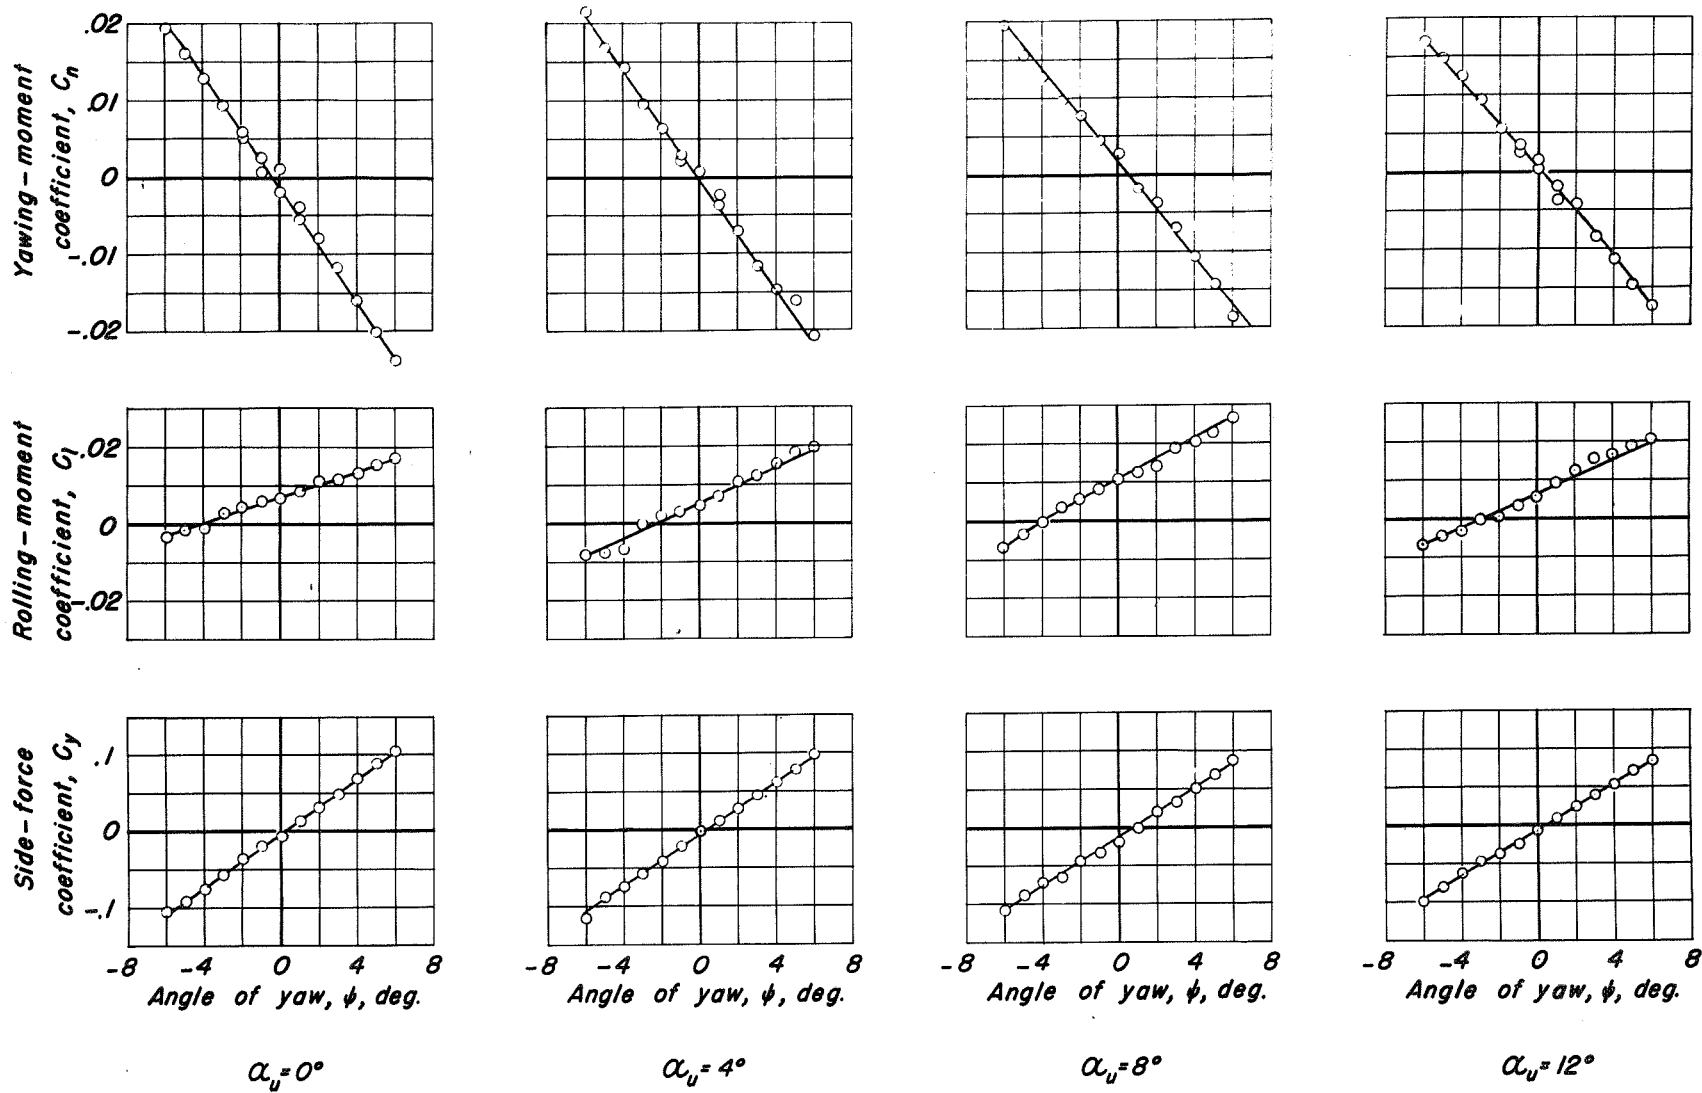 Yawing-moment
coefficient, Cn
.02
.01
0
-.01
-.02
Rolling-moment
coefficient, Cl
.02
0
-.02
Side-force
coefficient, Cy
.1
0
-.1
-8 -4 0 4 8
Angle of yaw, ψ, deg.
αu=0°
-8 -4 0 4 8
Angle of yaw, ψ, deg.
αu=4°
-8 -4 0 4 8
Angle of yaw, ψ, deg.
αu=8°
-8 -4 0 4 8
Angle of yaw, ψ, deg.
αu=12°